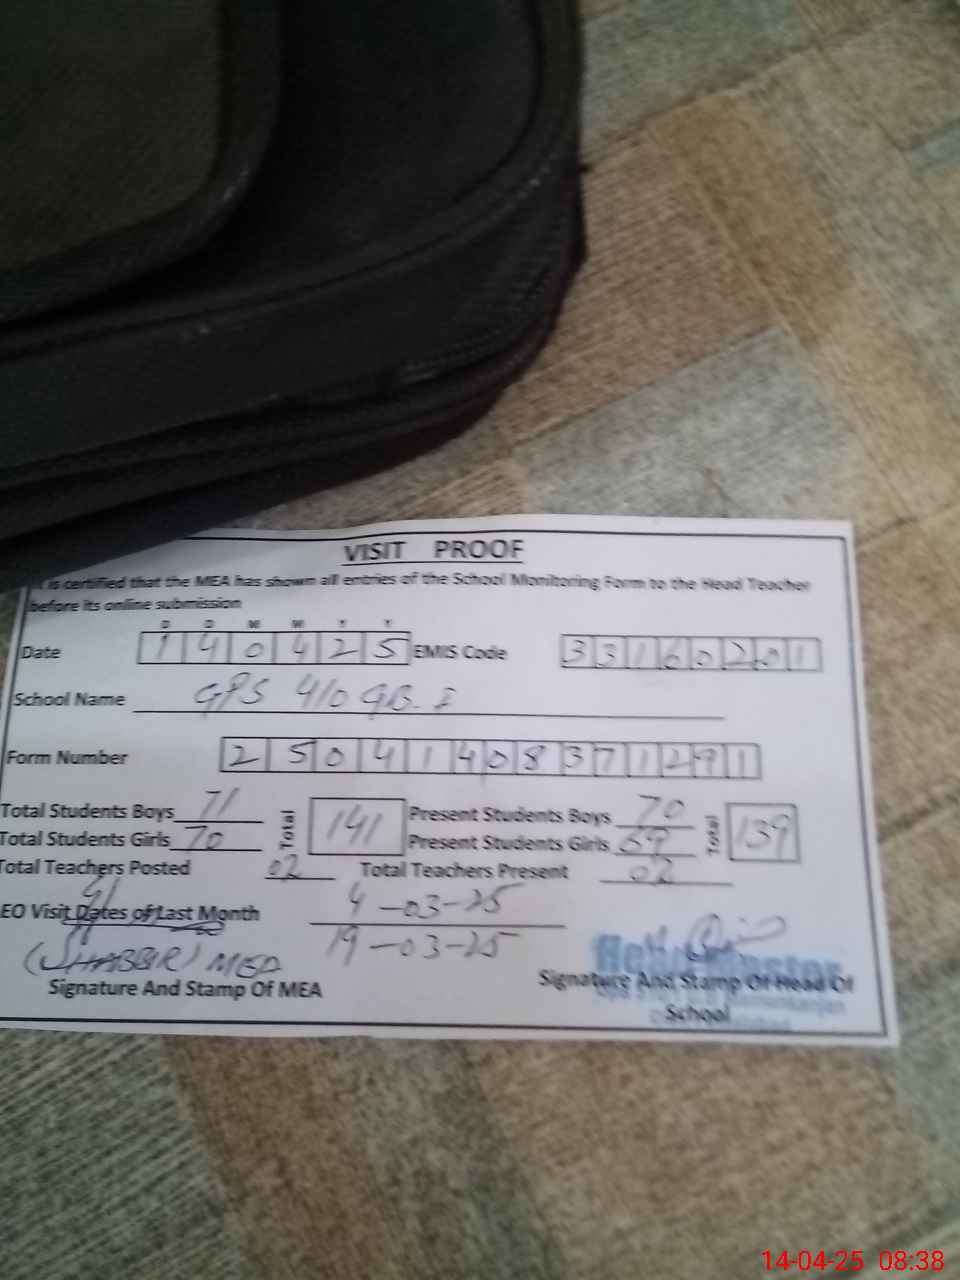 VISIT PROOF
It is certified that the MEA has shown all entries of the School Monitoring Form to the Head Teacher
before its online submission
D D M M Y Y
Date 1 4 0 4 2 5 EMIS Code 3 3 1 6 0 2 0 1
School Name GPS 410 GB. I
Form Number 2 5 0 4 1 4 0 8 3 7 1 2 9 1
Total Students Boys 71 Total 141 Present Students Boys 70 Total 139
Total Students Girls 70 Present Students Girls 69
Total Teachers Posted 02 Total Teachers Present 02
EO Visit Dates of Last Month 4-03-25
19-03-25
(SHABBIR) MEA
Head Master
Signature And Stamp Of MEA Signature And Stamp Of Head Of
School
14-04-25 08:38